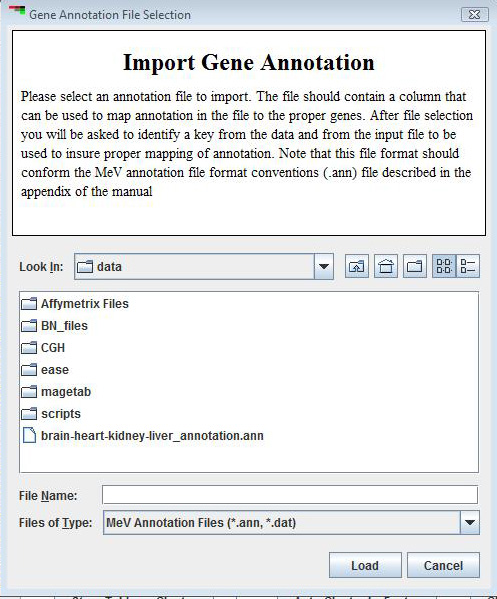 Gene Annotation File Selection
Import Gene Annotation
Please select an annotation file to import. The file should contain a column that
can be used to map annotation in the file to the proper genes. After file selection
you will be asked to identify a key from the data and from the input file to be
used to insure proper mapping of annotation. Note that this file format should
conform the MeV annotation file format conventions (.ann) file described in the
appendix of the manual
Look In: data
Affymetrix Files
BN_files
CGH
ease
magetab
scripts
brain-heart-kidney-liver_annotation.ann
File Name:
Files of Type: MeV Annotation Files (*.ann, *.dat)
Load Cancel